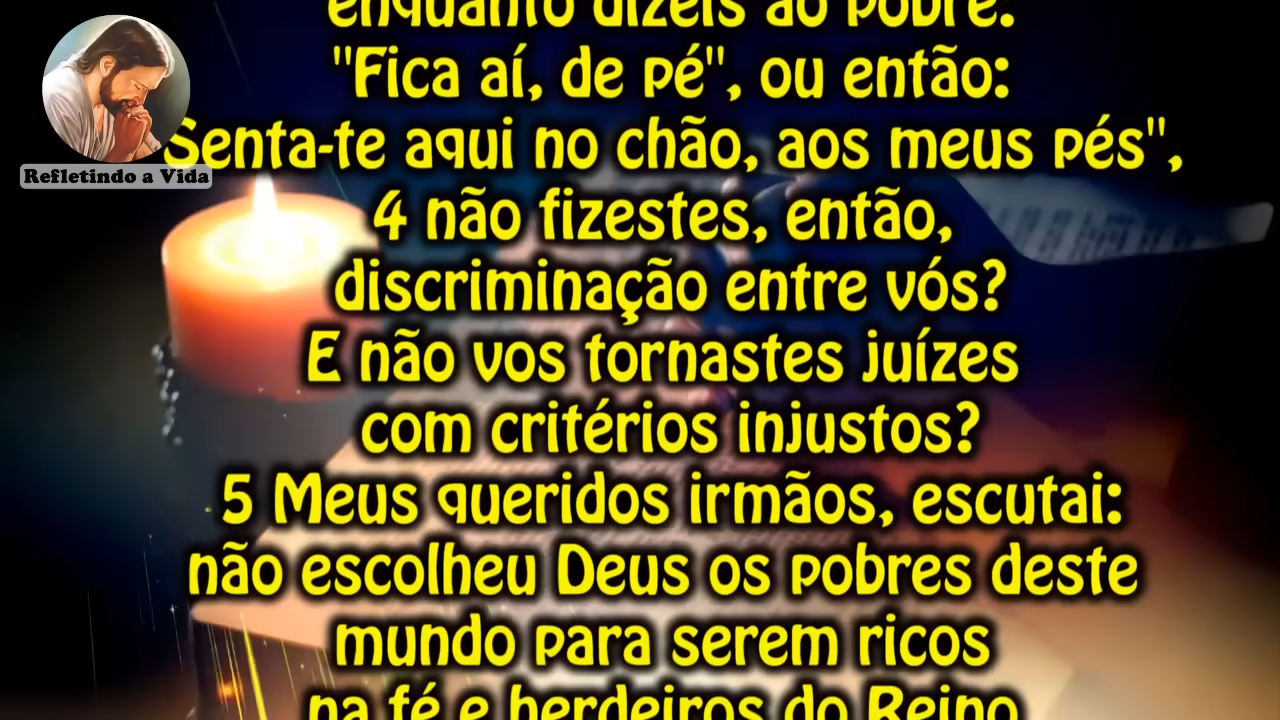 enquanto dizeis ao pobre:
"Fica aí, de pé", ou então:
Senta-te aqui no chão, aos meus pés",
Refletindo a Vida
4 não fizestes, então,
discriminação entre vós?
E não vos tornastes juízes
com critérios injustos?
5 Meus queridos irmãos, escutai:
não escolheu Deus os pobres deste
mundo para serem ricos
na fé e herdeiros do Reino